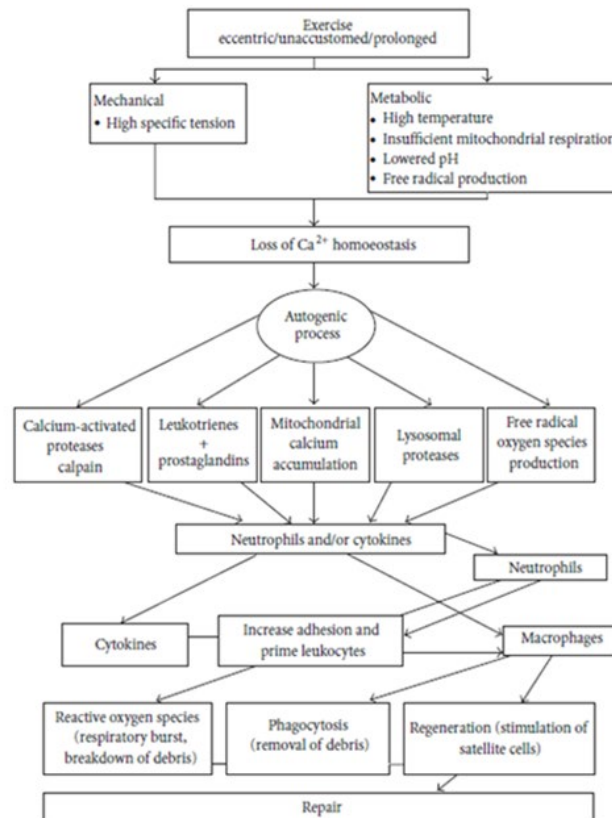 Exercise
eccentric/unaccustomed/prolonged
Mechanical
• High specific tension
Metabolic
• High temperature
• Insufficient mitochondrial respiration
• Lowered pH
• Free radical production
Loss of Ca²⁺ homoeostasis
Autogenic
process
Calcium-activated
proteases
calpain
Leukotrienes
+
prostaglandins
Mitochondrial
calcium
accumulation
Lysosomal
proteases
Free radical
oxygen species
production
Neutrophils and/or cytokines
Neutrophils
Cytokines
Increase adhesion and
prime leukocytes
Macrophages
Reactive oxygen species
(respiratory burst,
breakdown of debris)
Phagocytosis
(removal of debris)
Regeneration (stimulation of
satellite cells)
Repair